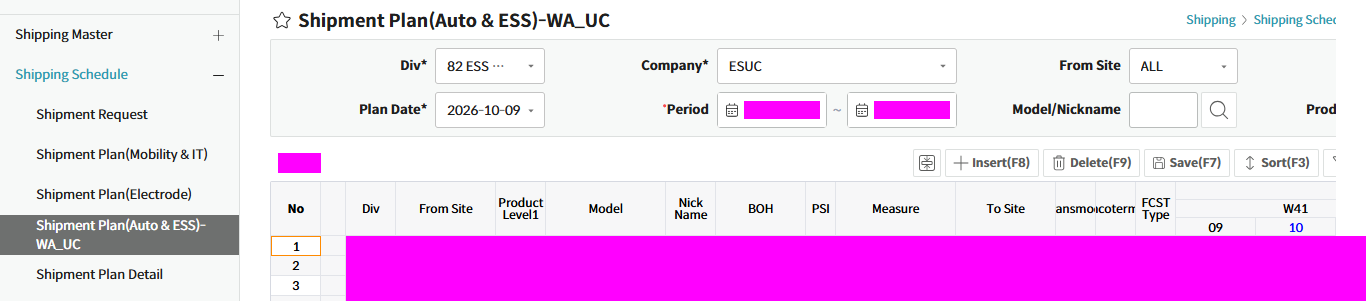 Shipping Master
Shipping Schedule
Shipment Request
Shipment Plan(Mobility & IT)
Shipment Plan(Electrode)
Shipment Plan(Auto & ESS)-
WA_UC
Shipment Plan Detail
Shipment Plan(Auto & ESS)-WA_UC
Shipping > Shipping Sched
Div* 82 ESS ··· Company* ESUC From Site ALL
Plan Date* 2026-10-09 *Period ~ Model/Nickname Prod
Insert(F8) Delete(F9) Save(F7) Sort(F3)
No Div From Site Product Level1 Model Nick Name BOH PSI Measure To Site ansmo coterm FCST Type W41
09 10
1
2
3